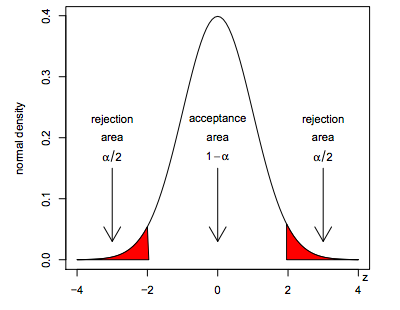 0.4
0.3
0.2
0.1
0.0
normal density
rejection
area
α/2
acceptance
area
1−α
rejection
area
α/2
−4 −2 0 2 4
z